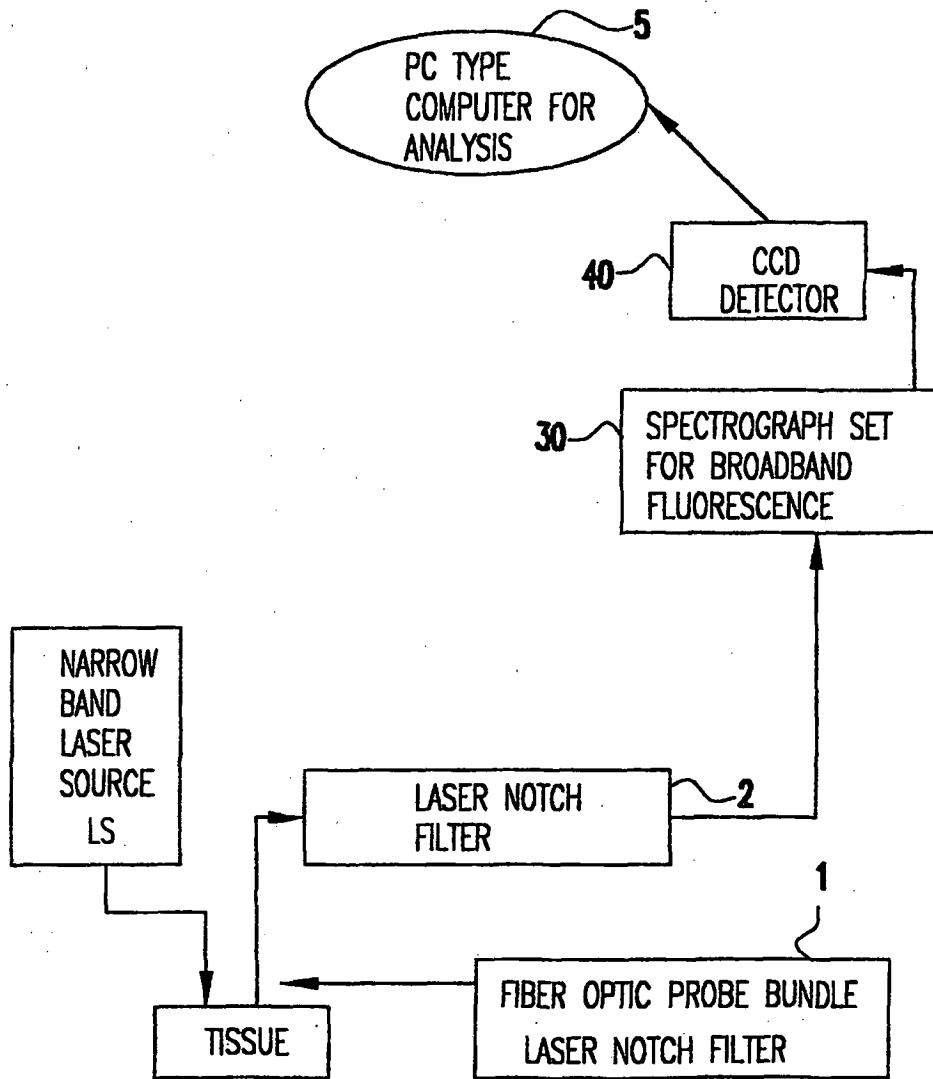 5
PC TYPE
COMPUTER FOR
ANALYSIS
40
CCD
DETECTOR
30
SPECTROGRAPH SET
FOR BROADBAND
FLUORESCENCE
NARROW
BAND
LASER
SOURCE
LS
LASER NOTCH
FILTER
2
1
TISSUE
FIBER OPTIC PROBE BUNDLE
LASER NOTCH FILTER